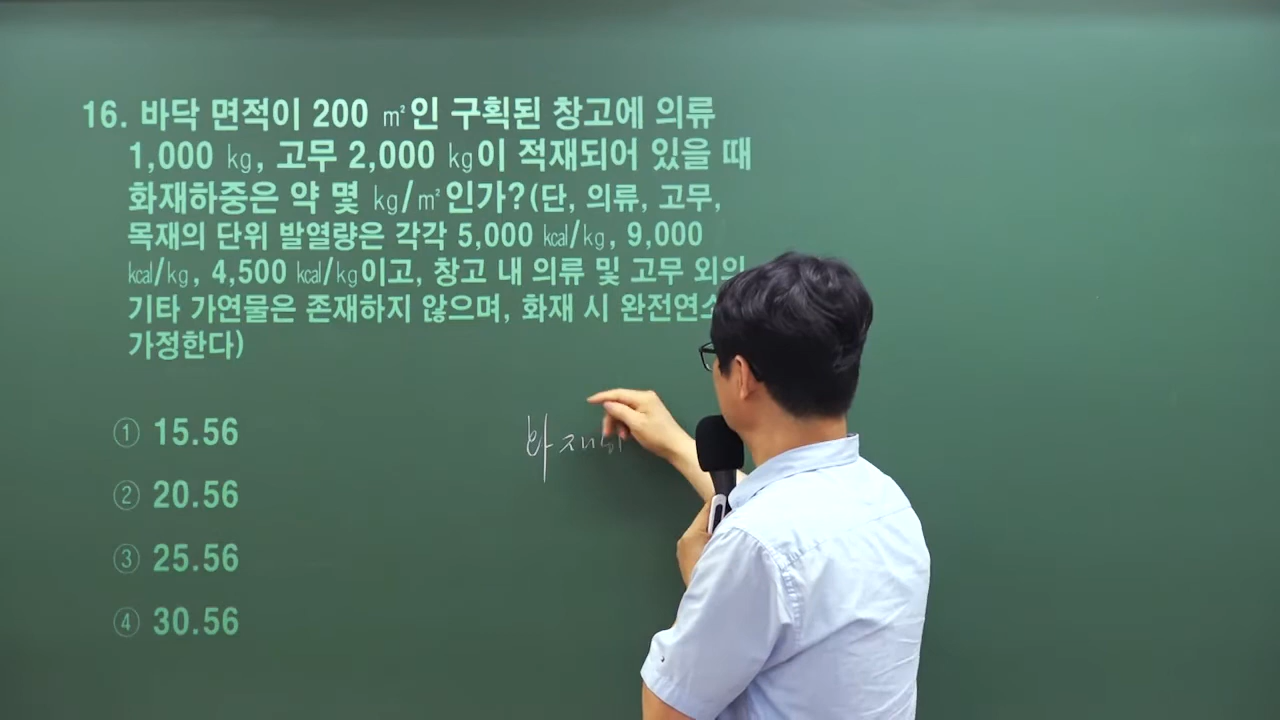 16. 바닥 면적이 200 ㎡인 구획된 창고에 의류
1,000 ㎏, 고무 2,000 ㎏이 적재되어 있을 때
화재하중은 약 몇 ㎏/㎡인가?(단, 의류, 고무,
목재의 단위 발열량은 각각 5,000 ㎉/㎏, 9,000
㎉/㎏, 4,500 ㎉/㎏이고, 창고 내 의류 및 고무 외의
기타 가연물은 존재하지 않으며, 화재 시 완전연소
가정한다)
① 15.56
② 20.56
③ 25.56
④ 30.56